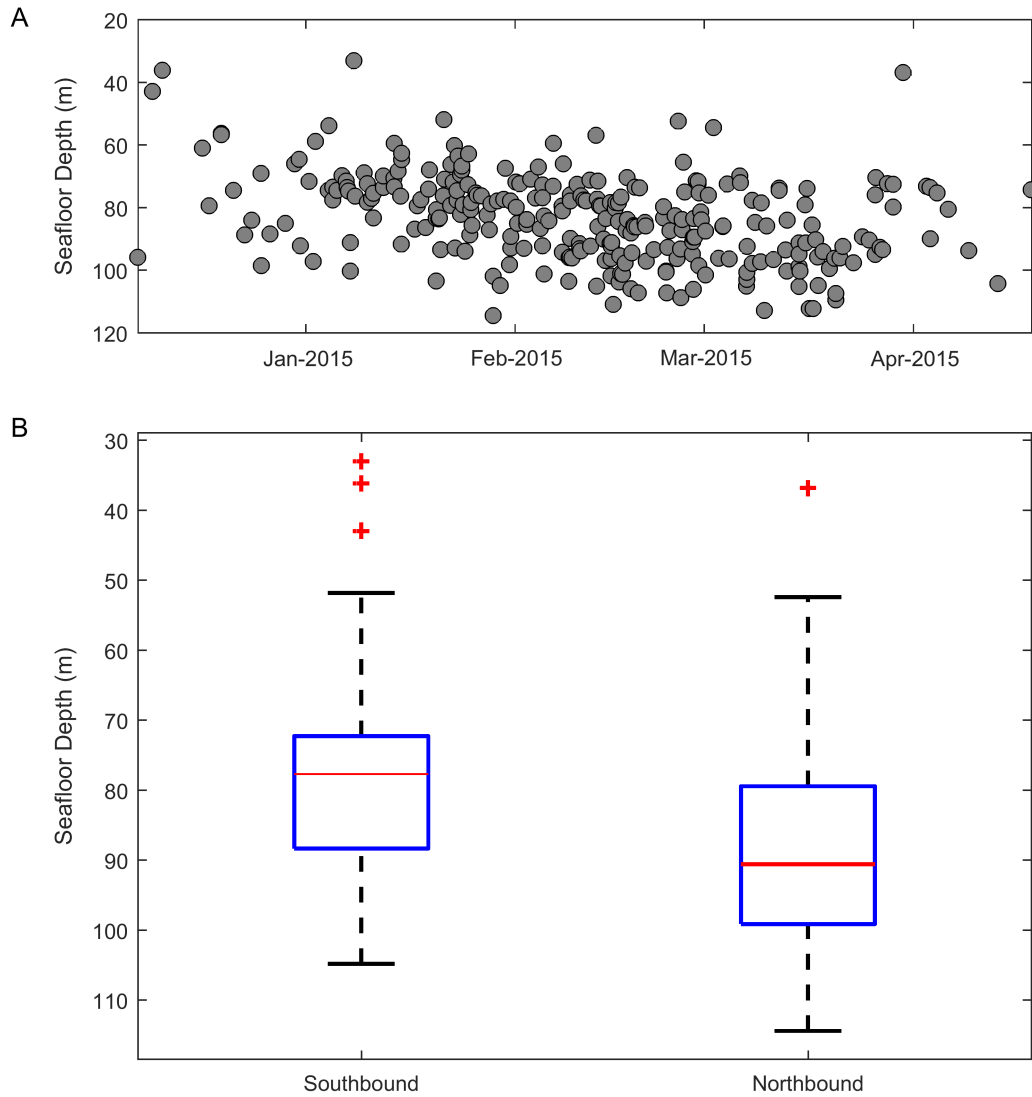 A
Seafloor Depth (m)
20
40
60
80
100
120
Jan-2015 Feb-2015 Mar-2015 Apr-2015
B
Seafloor Depth (m)
30
40
50
60
70
80
90
100
110
Southbound Northbound